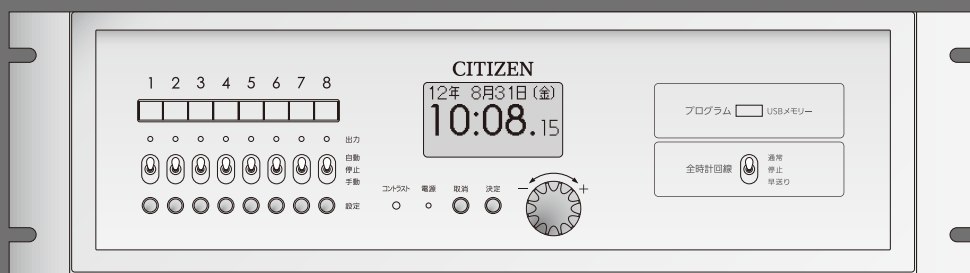 CITIZEN
12年 8月31日(金)
10:08.15
1 2 3 4 5 6 7 8
出力
自動
停止
手動
設定
コントラスト 電源 取消 決定 − +
プログラム USBメモリー
全時計回線
通常
停止
早送り